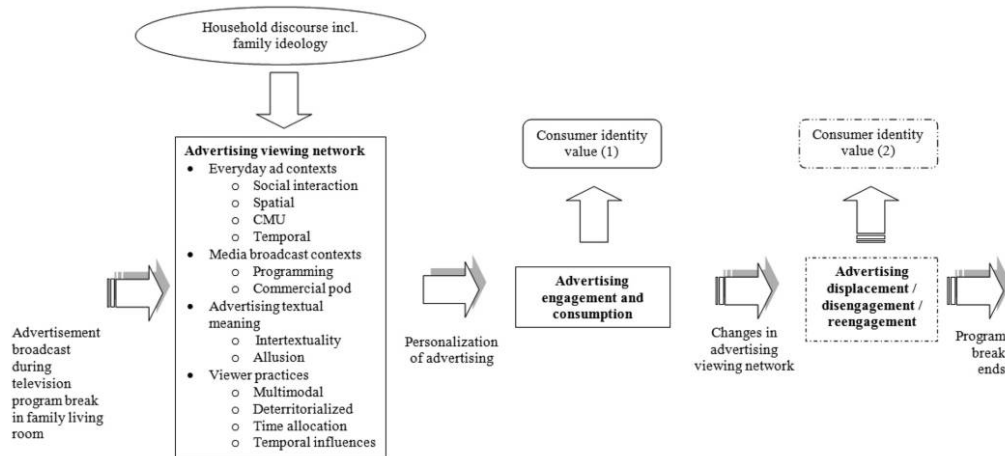 Household discourse incl.
family ideology
Advertising viewing network
• Everyday ad contexts
o Social interaction
o Spatial
o CMU
o Temporal
• Media broadcast contexts
o Programming
o Commercial pod
• Advertising textual
meaning
o Intertextuality
o Allusion
• Viewer practices
o Multimodal
o Deterritorialized
o Time allocation
o Temporal influences
Advertisement
broadcast
during
television
program break
in family living
room
Personalization
of advertising
Consumer identity
value (1)
Advertising
engagement and
consumption
Changes in
advertising
viewing network
Consumer identity
value (2)
Advertising
displacement /
disengagement /
reengagement
Program
break
ends